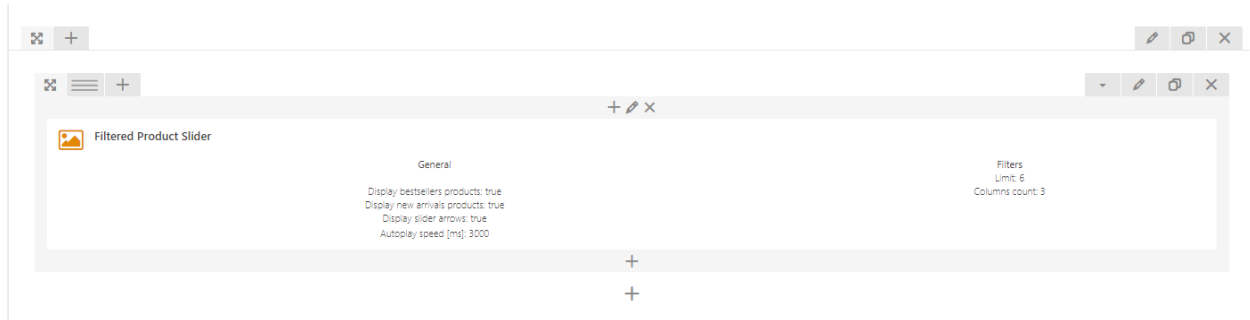 Filtered Product Slider
General
Display bestsellers products: true
Display new arrivals products: true
Display slider arrows: true
Autoplay speed [ms]: 3000
Filters
Limit: 6
Columns count: 3